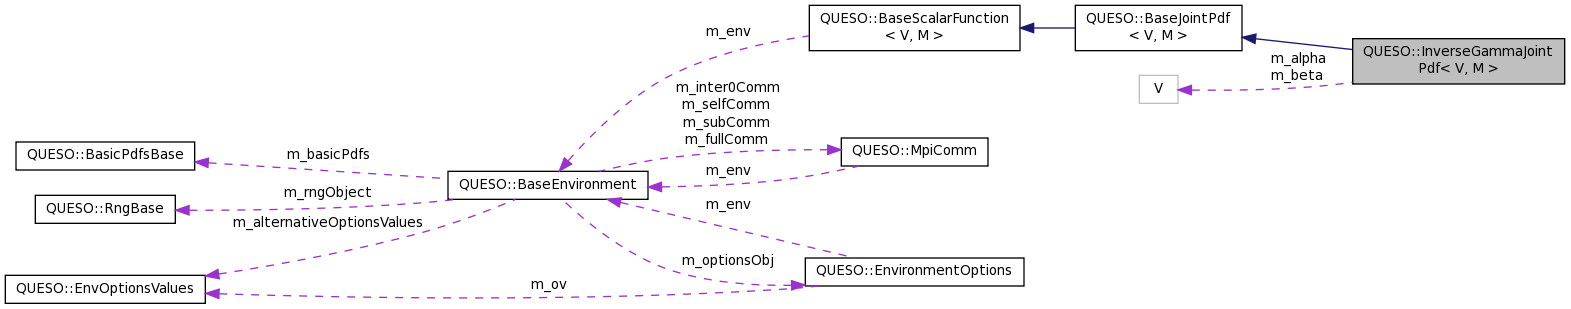 QUESO::BaseScalarFunction
< V, M >
QUESO::BaseJointPdf
< V, M >
QUESO::InverseGammaJoint
Pdf< V, M >
m_env
m_alpha
m_beta
V
m_inter0Comm
m_selfComm
m_subComm
m_fullComm
QUESO::BasicPdfsBase
m_basicPdfs
QUESO::MpiComm
m_env
QUESO::BaseEnvironment
m_rngObject
QUESO::RngBase
m_env
m_alternativeOptionsValues
m_optionsObj
QUESO::EnvironmentOptions
QUESO::EnvOptionsValues
m_ov